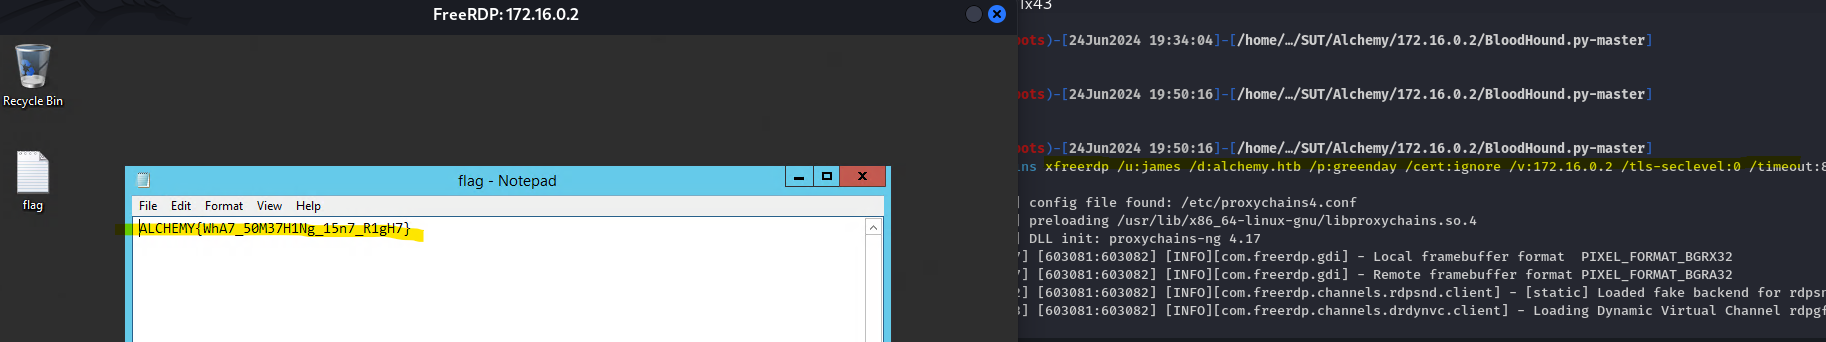 FreeRDP: 172.16.0.2
Recycle Bin
flag
flag - Notepad
File Edit Format View Help
ALCHEMY{WhA7_50M37H1Ng_15n7_R1gH7}
1x43
ots)-[24Jun2024 19:34:04]-[/home/…/SUT/Alchemy/172.16.0.2/BloodHound.py-master]
ots)-[24Jun2024 19:50:16]-[/home/…/SUT/Alchemy/172.16.0.2/BloodHound.py-master]
ots)-[24Jun2024 19:50:16]-[/home/…/SUT/Alchemy/172.16.0.2/BloodHound.py-master]
ins xfreerdp /u:james /d:alchemy.htb /p:greenday /cert:ignore /v:172.16.0.2 /tls-seclevel:0 /timeout:8
] config file found: /etc/proxychains4.conf
] preloading /usr/lib/x86_64-linux-gnu/libproxychains.so.4
] DLL init: proxychains-ng 4.17
7] [603081:603082] [INFO][com.freerdp.gdi] - Local framebuffer format  PIXEL_FORMAT_BGRX32
7] [603081:603082] [INFO][com.freerdp.gdi] - Remote framebuffer format PIXEL_FORMAT_BGRA32
2] [603081:603082] [INFO][com.freerdp.channels.rdpsnd.client] - [static] Loaded fake backend for rdpsn
3] [603081:603082] [INFO][com.freerdp.channels.drdynvc.client] - Loading Dynamic Virtual Channel rdpgf